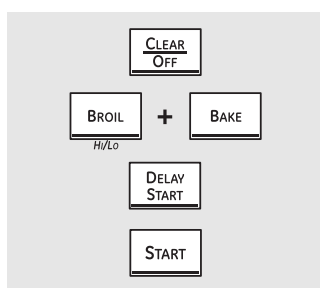 CLEAR
OFF
BROIL + BAKE
HI/LO
DELAY
START
START